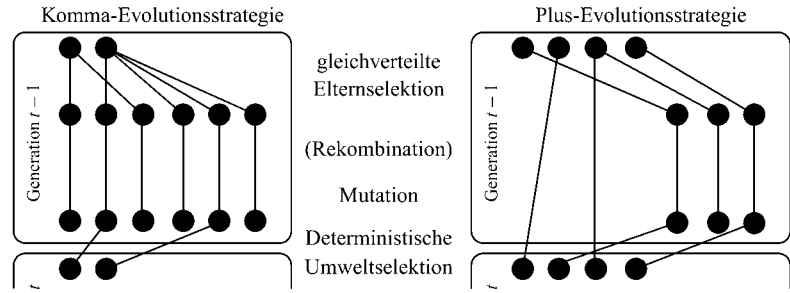 Komma-Evolutionsstrategie
Plus-Evolutionsstrategie
Generation t − 1
gleichverteilte
Elternselektion
(Rekombination)
Mutation
Deterministische
Umweltselektion
Generation t − 1
t
t